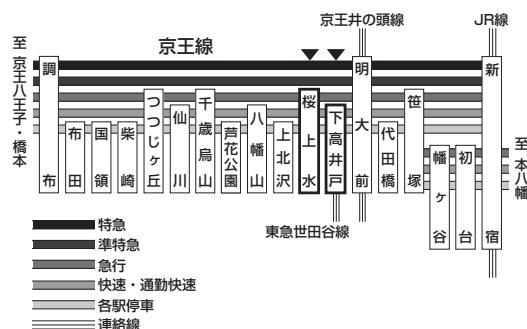 京王井の頭線
JR線
至 京王八王子・橋本
京王線
調布
布田
国領
柴崎
つつじヶ丘
仙川
千歳烏山
芦花公園
八幡山
上北沢
桜上水
下高井戸
明大前
代田橋
笹塚
幡ヶ谷
初台
新宿
至 本八幡
東急世田谷線
特急
準特急
急行
快速・通勤快速
各駅停車
連絡線